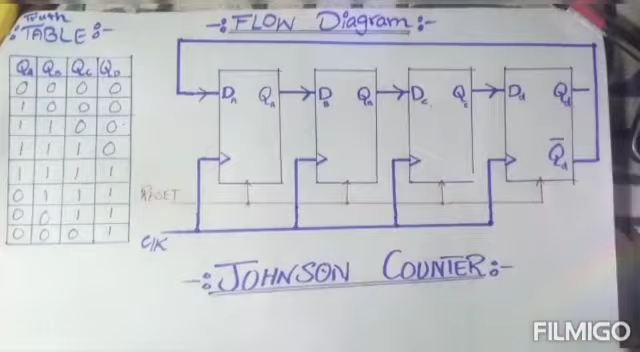 Truth
-: TABLE :-
-: FLOW Diagram :-
QA QB QC QD
0 0 0 0
1 0 0 0
1 1 0 0
1 1 1 0
1 1 1 1
0 1 1 1
0 0 1 1
0 0 0 1
DA QA DB QB DC QC Dd Qd
Q̅d
RESET
ClK
-: JOHNSON COUNTER :-
FILMIGO